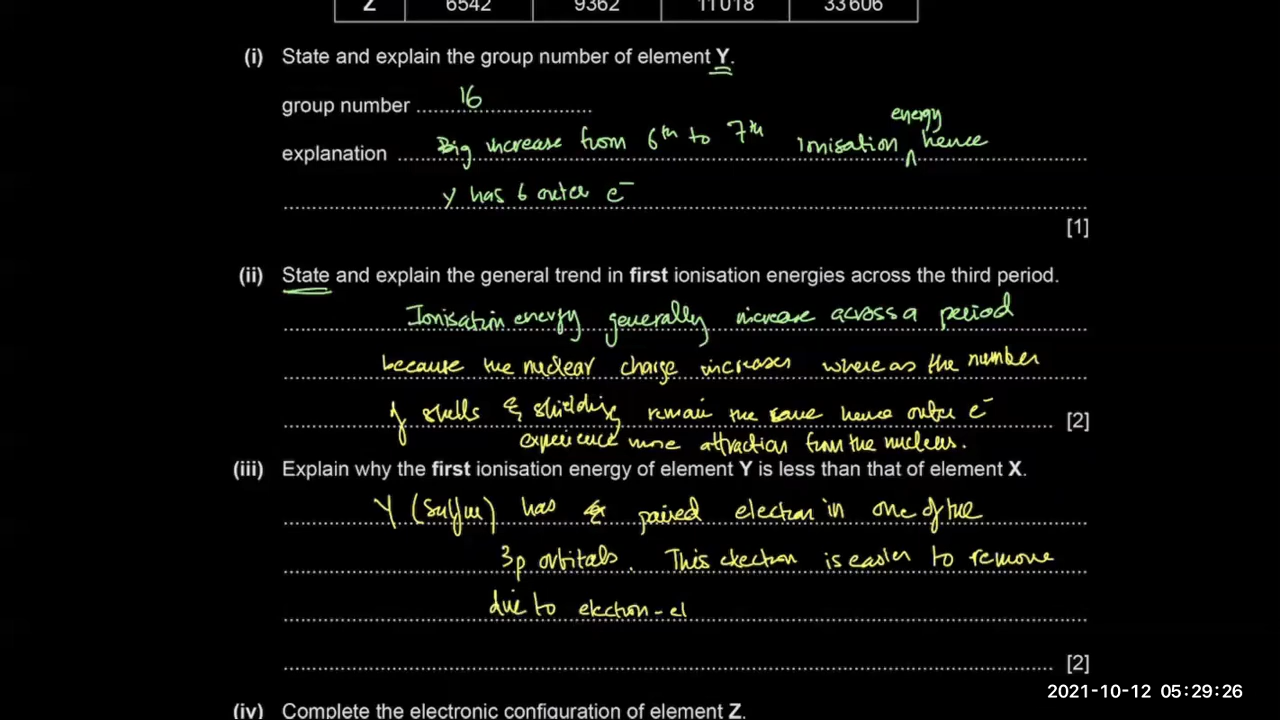 Z 6542 9362 11018 33606
(i) State and explain the group number of element Y.
group number ..... 16 .....
energy
explanation ..... Big increase from 6th to 7th ionisation ^ hence
Y has 6 outer e⁻
[1]
(ii) State and explain the general trend in first ionisation energies across the third period.
Ionisation energy generally increase across a period
because the nuclear charge increases where as the number
of shells & shielding remain the same hence outer e⁻ [2]
experience more attraction from the nucleus.
(iii) Explain why the first ionisation energy of element Y is less than that of element X.
Y (Sulfur) has paired electron in one of the
3p orbitals. This electron is easier to remove
due to electron-el
[2]
2021-10-12 05:29:26
(iv) Complete the electronic configuration of element Z.